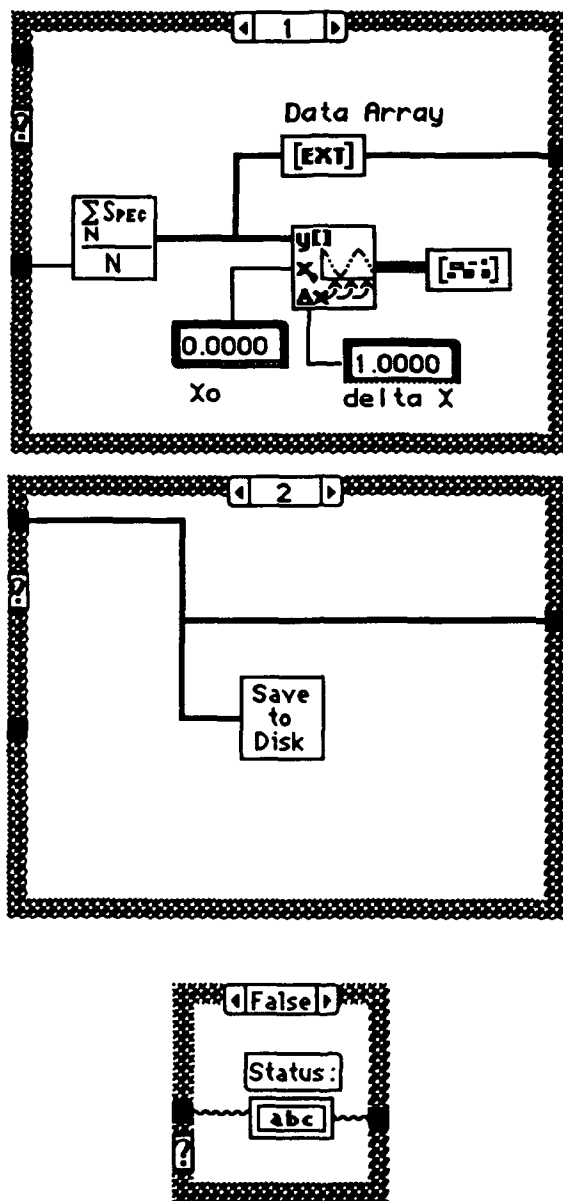 1
Data Array
?
[EXT]
Σ SPEC
N
N
y[]
X₀
Δx
0.0000
1.0000
Xo
delta X
2
?
Save
to
Disk
False
Status:
abc
?